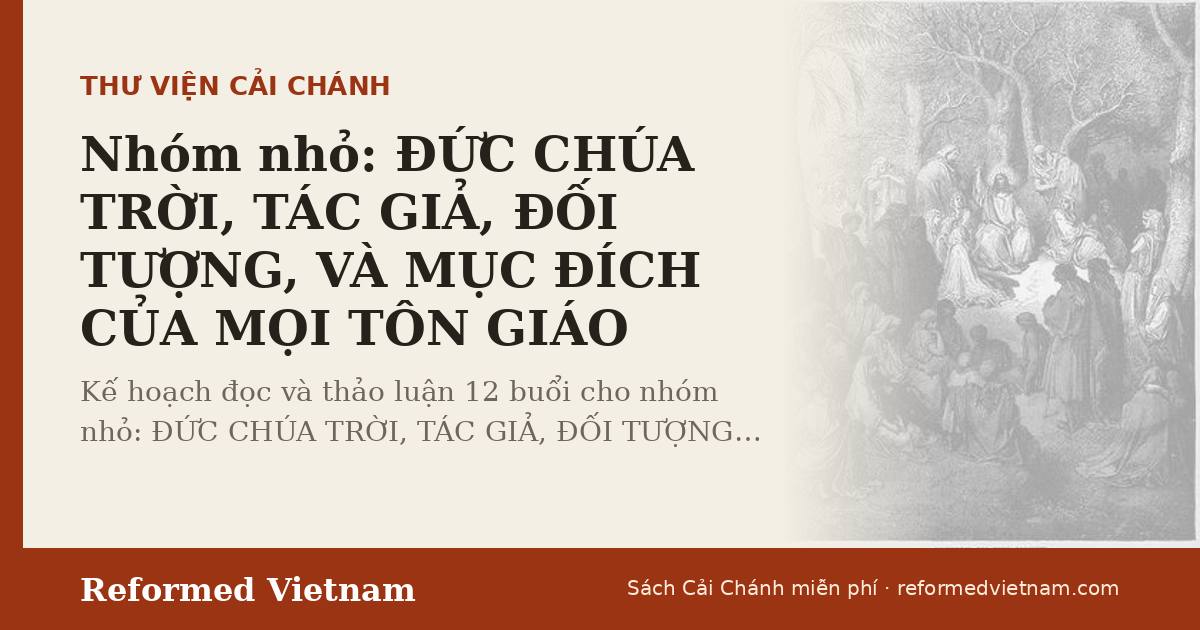 THƯ VIỆN CẢI CHÁNH
Nhóm nhỏ: ĐỨC CHÚA
TRỜI, TÁC GIẢ, ĐỐI
TƯỢNG, VÀ MỤC ĐÍCH
CỦA MỌI TÔN GIÁO
Kế hoạch đọc và thảo luận 12 buổi cho nhóm
nhỏ: ĐỨC CHÚA TRỜI, TÁC GIẢ, ĐỐI TƯỢNG...
Reformed Vietnam
Sách Cải Chánh miễn phí · reformedvietnam.com